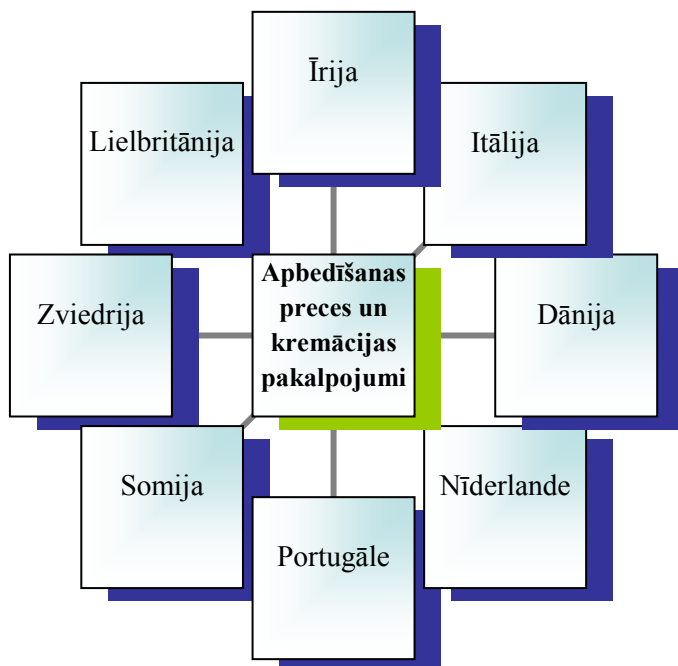 Īrija
Lielbritānija
Itālija
Zviedrija
Apbedīšanas
preces un
kremācijas
pakalpojumi
Dānija
Somija
Nīderlande
Portugāle